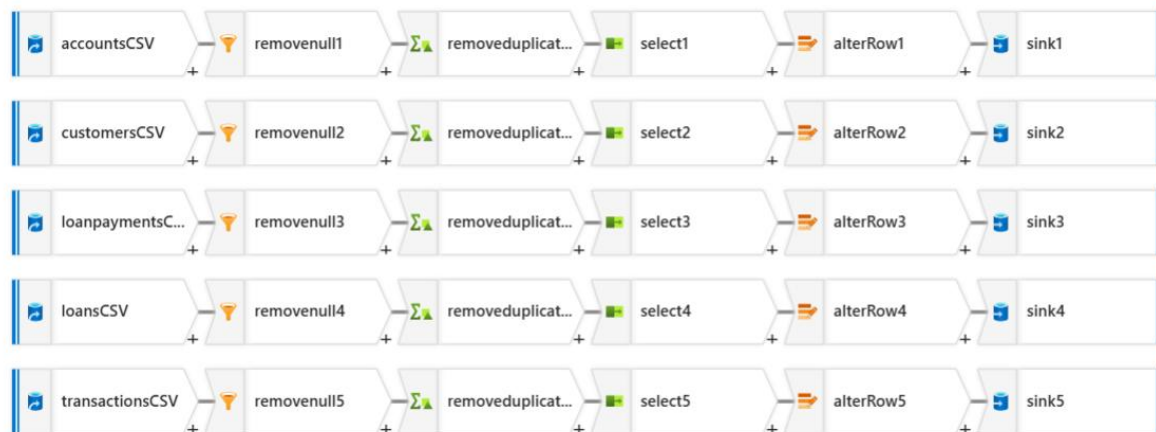 accountsCSV removenull1 removeduplicat... select1 alterRow1 sink1
customersCSV removenull2 removeduplicat... select2 alterRow2 sink2
loanpaymentsC... removenull3 removeduplicat... select3 alterRow3 sink3
loansCSV removenull4 removeduplicat... select4 alterRow4 sink4
transactionsCSV removenull5 removeduplicat... select5 alterRow5 sink5